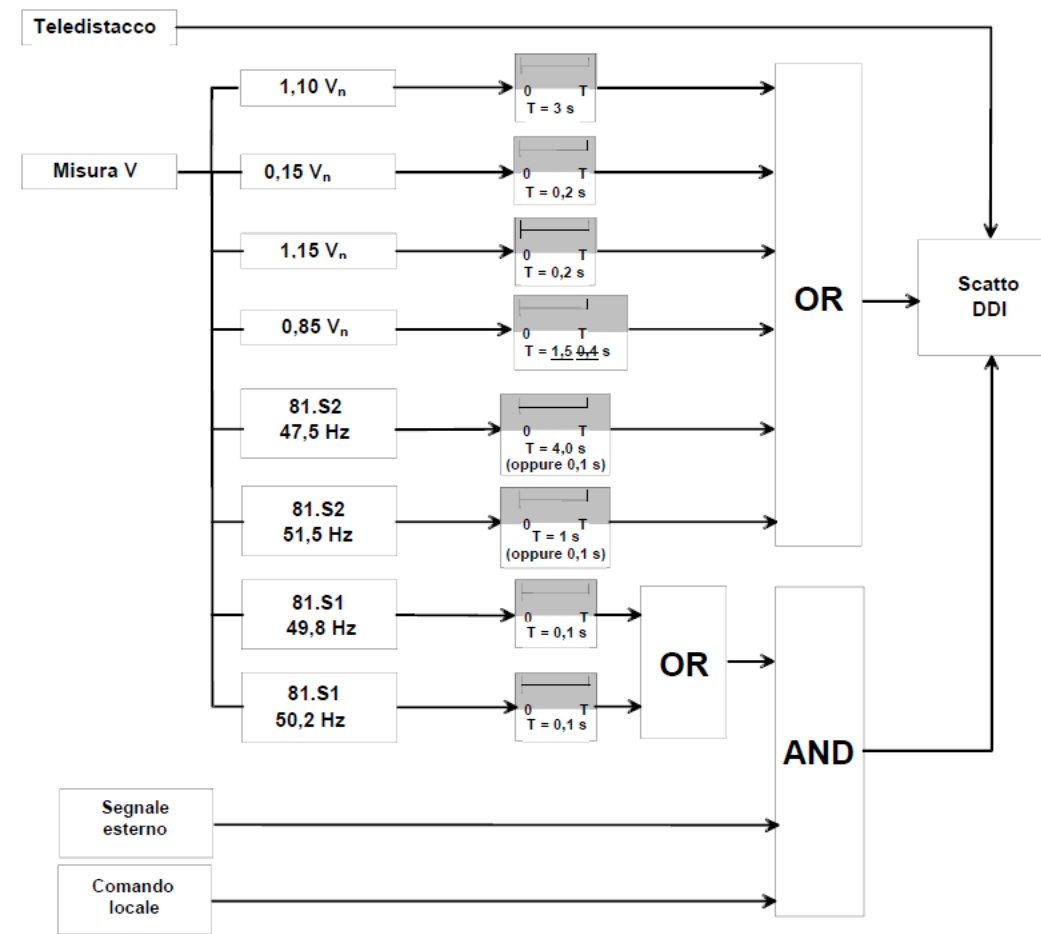 Teledistacco
1,10 Vn
0 T
T = 3 s
Misura V
0,15 Vn
0 T
T = 0,2 s
1,15 Vn
0 T
T = 0,2 s
OR
Scatto
DDI
0,85 Vn
0 T
T = 1,5 0,4 s
81.S2
47,5 Hz
0 T
T = 4,0 s
(oppure 0,1 s)
81.S2
51,5 Hz
0 T
T = 1 s
(oppure 0,1 s)
81.S1
49,8 Hz
0 T
T = 0,1 s
OR
81.S1
50,2 Hz
0 T
T = 0,1 s
AND
Segnale
esterno
Comando
locale